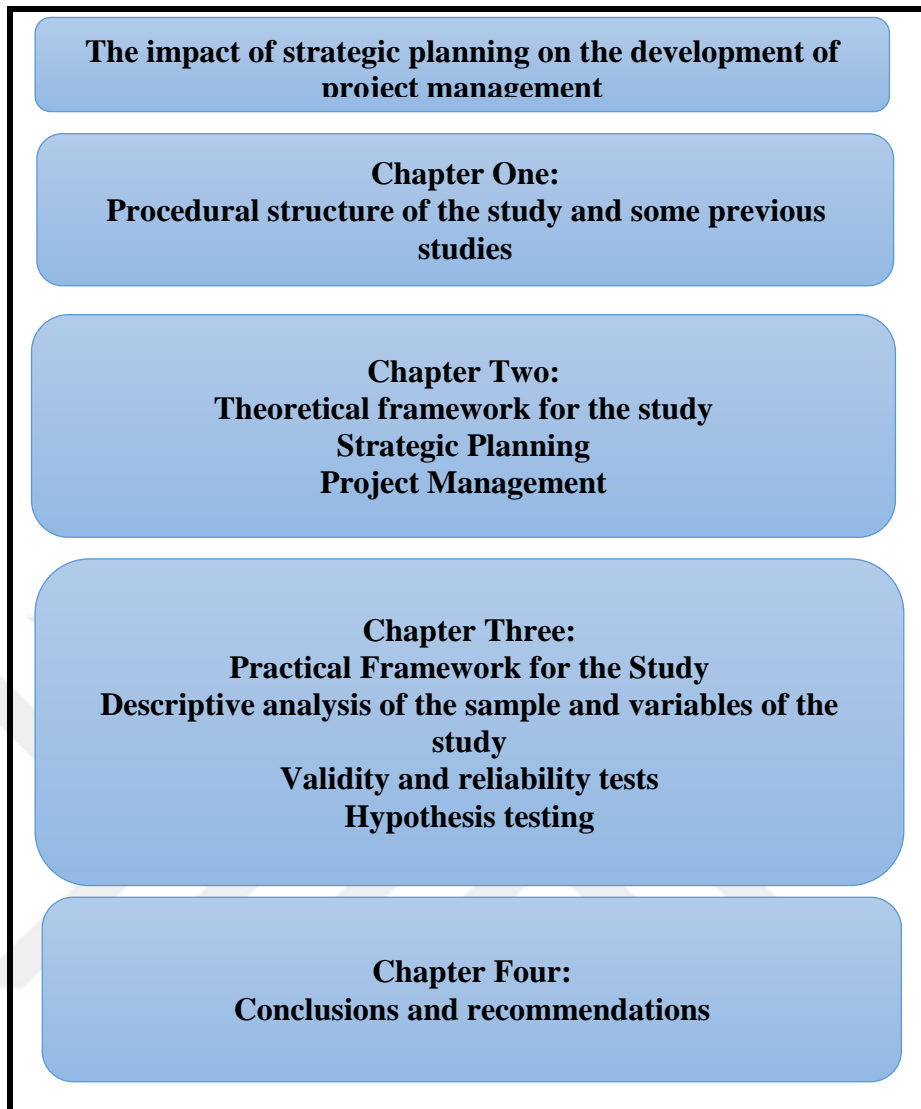 The impact of strategic planning on the development of
project management
Chapter One:
Procedural structure of the study and some previous
studies
Chapter Two:
Theoretical framework for the study
Strategic Planning
Project Management
Chapter Three:
Practical Framework for the Study
Descriptive analysis of the sample and variables of the
study
Validity and reliability tests
Hypothesis testing
Chapter Four:
Conclusions and recommendations